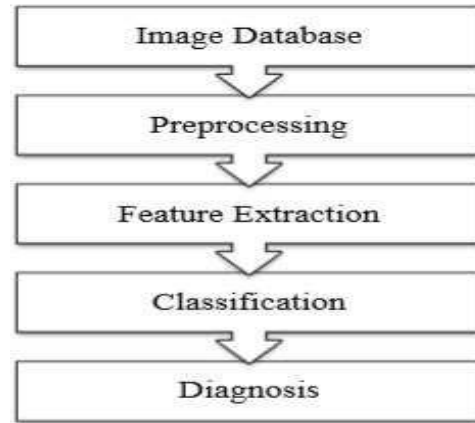 Image Database
Preprocessing
Feature Extraction
Classification
Diagnosis